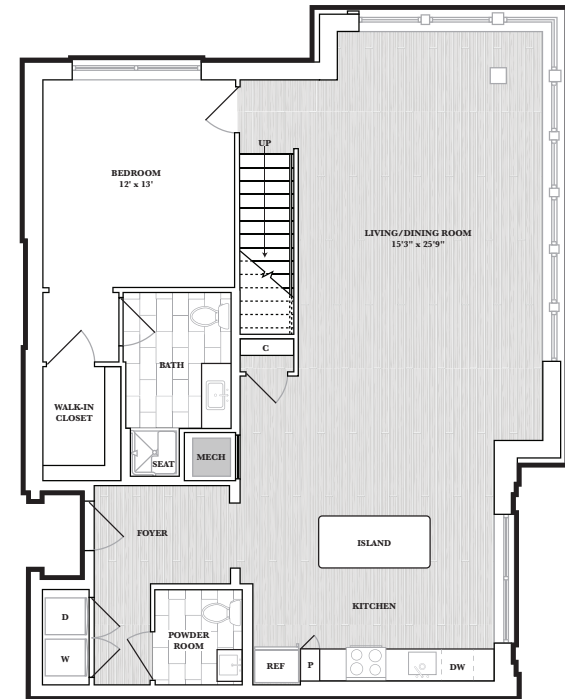 UP
BEDROOM
12' x 13'
LIVING/DINING ROOM
15'3" x 25'9"
C
BATH
WALK-IN
CLOSET
MECH
SEAT
FOYER
ISLAND
KITCHEN
D
W
POWDER
ROOM
REF
P
DW